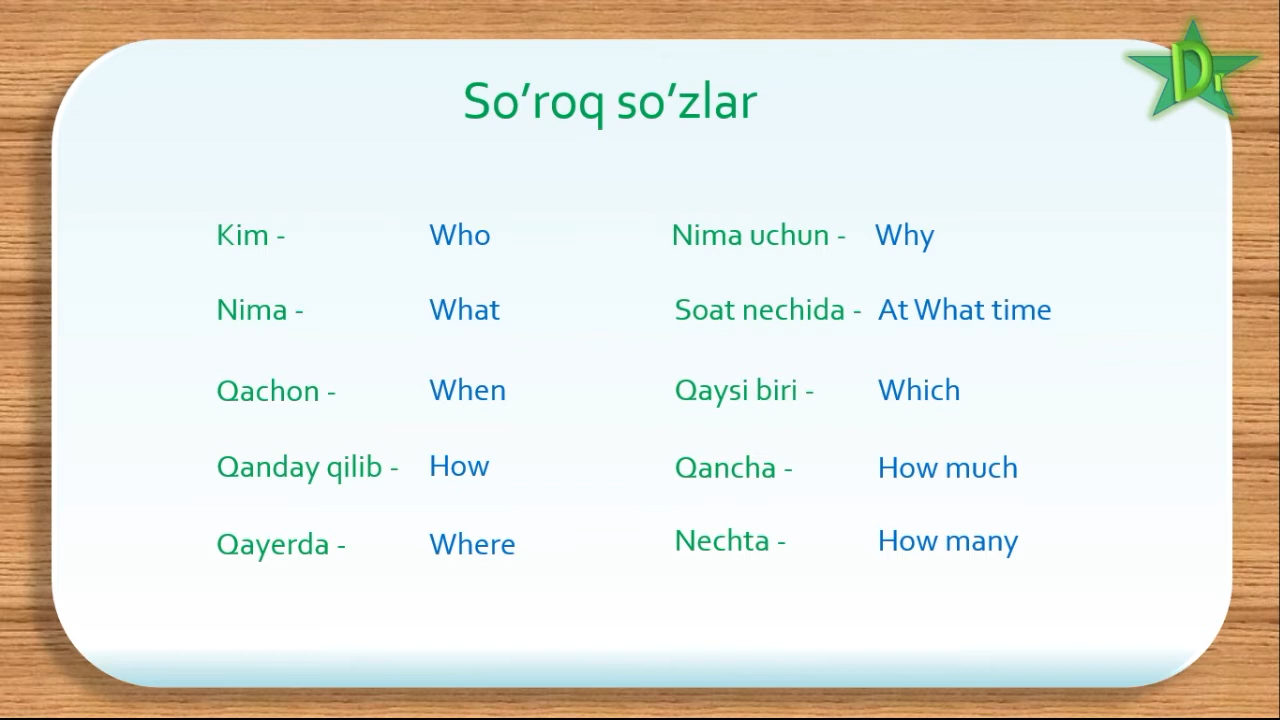 So’roq so’zlar
Kim - Who
Nima - What
Qachon - When
Qanday qilib - How
Qayerda - Where
Nima uchun - Why
Soat nechida - At What time
Qaysi biri - Which
Qancha - How much
Nechta - How many
Dr